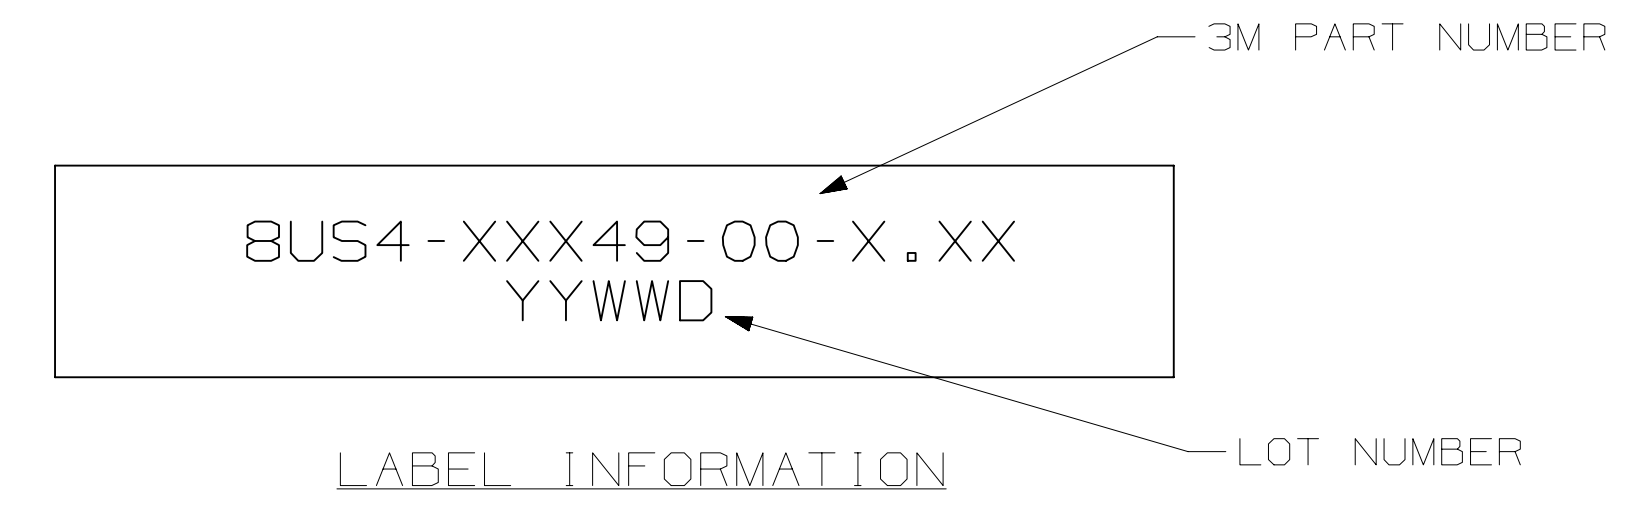 3M PART NUMBER
8US4-XXX49-00-X.XX
YYWWD
LOT NUMBER
LABEL INFORMATION